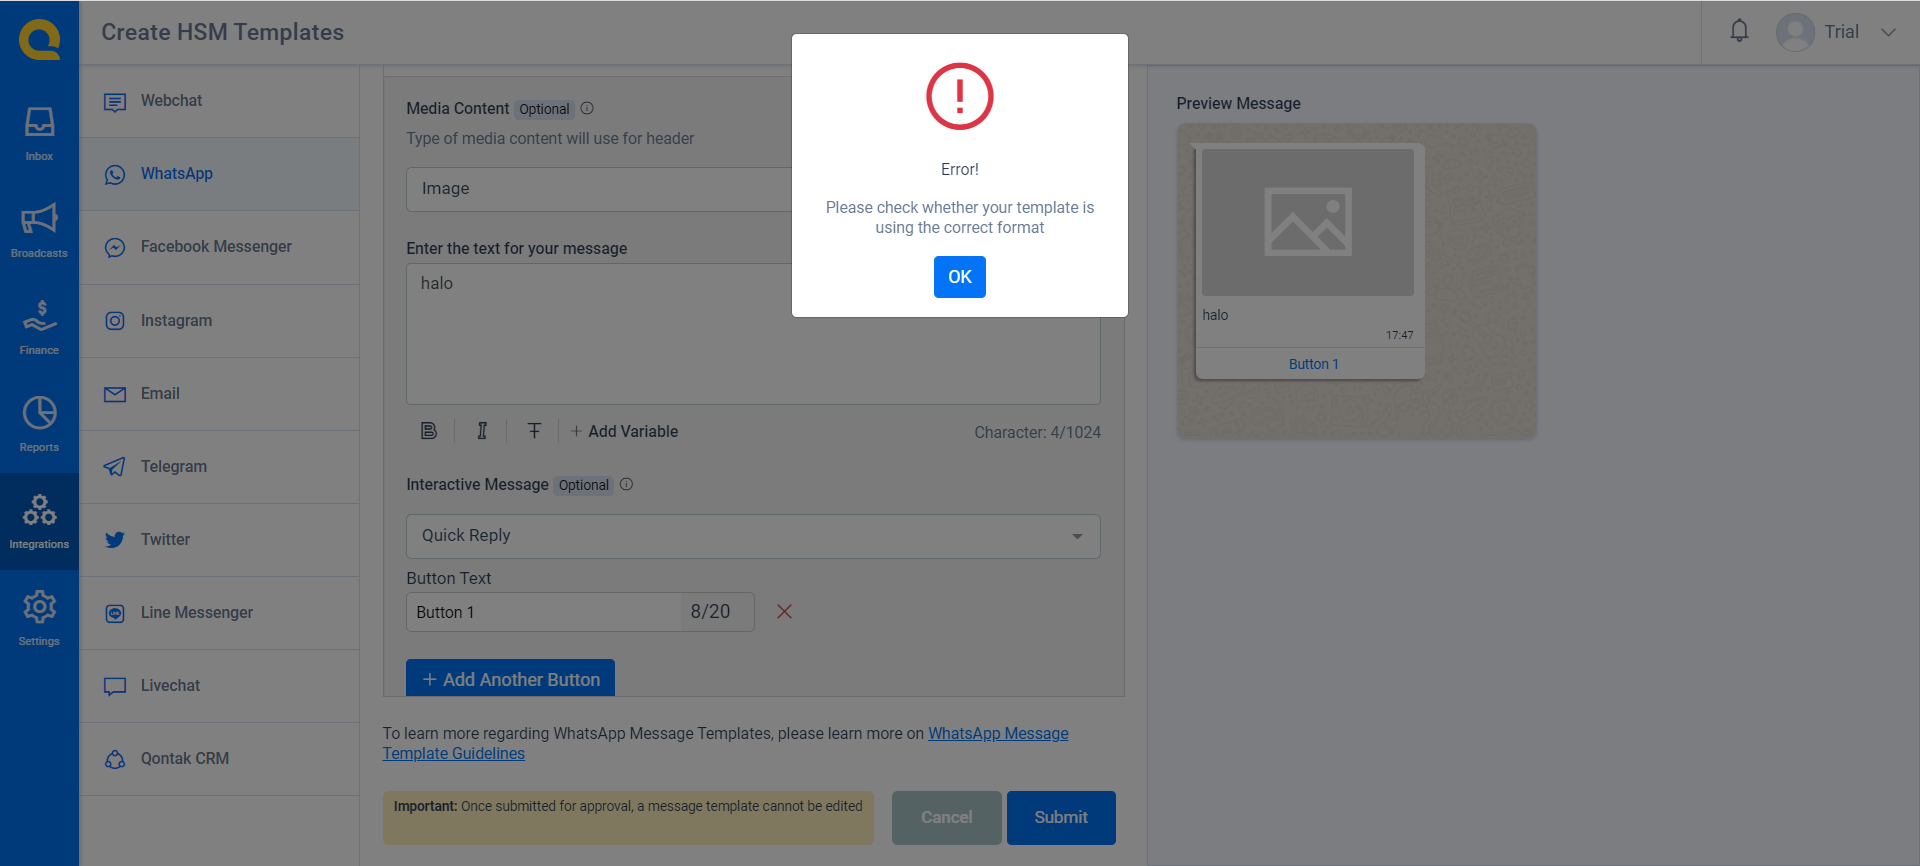 Create HSM Templates
Trial
Inbox
Broadcasts
Finance
Reports
Integrations
Settings
Webchat
WhatsApp
Facebook Messenger
Instagram
Email
Telegram
Twitter
Line Messenger
Livechat
Qontak CRM
Media Content Optional
Type of media content will use for header
Image
Enter the text for your message
halo
B I T + Add Variable
Character: 4/1024
Interactive Message Optional
Quick Reply
Button Text
Button 1 8/20
+ Add Another Button
To learn more regarding WhatsApp Message Templates, please learn more on WhatsApp Message
Template Guidelines
Important: Once submitted for approval, a message template cannot be edited
Cancel
Submit
Error!
Please check whether your template is
using the correct format
OK
Preview Message
halo
17:47
Button 1